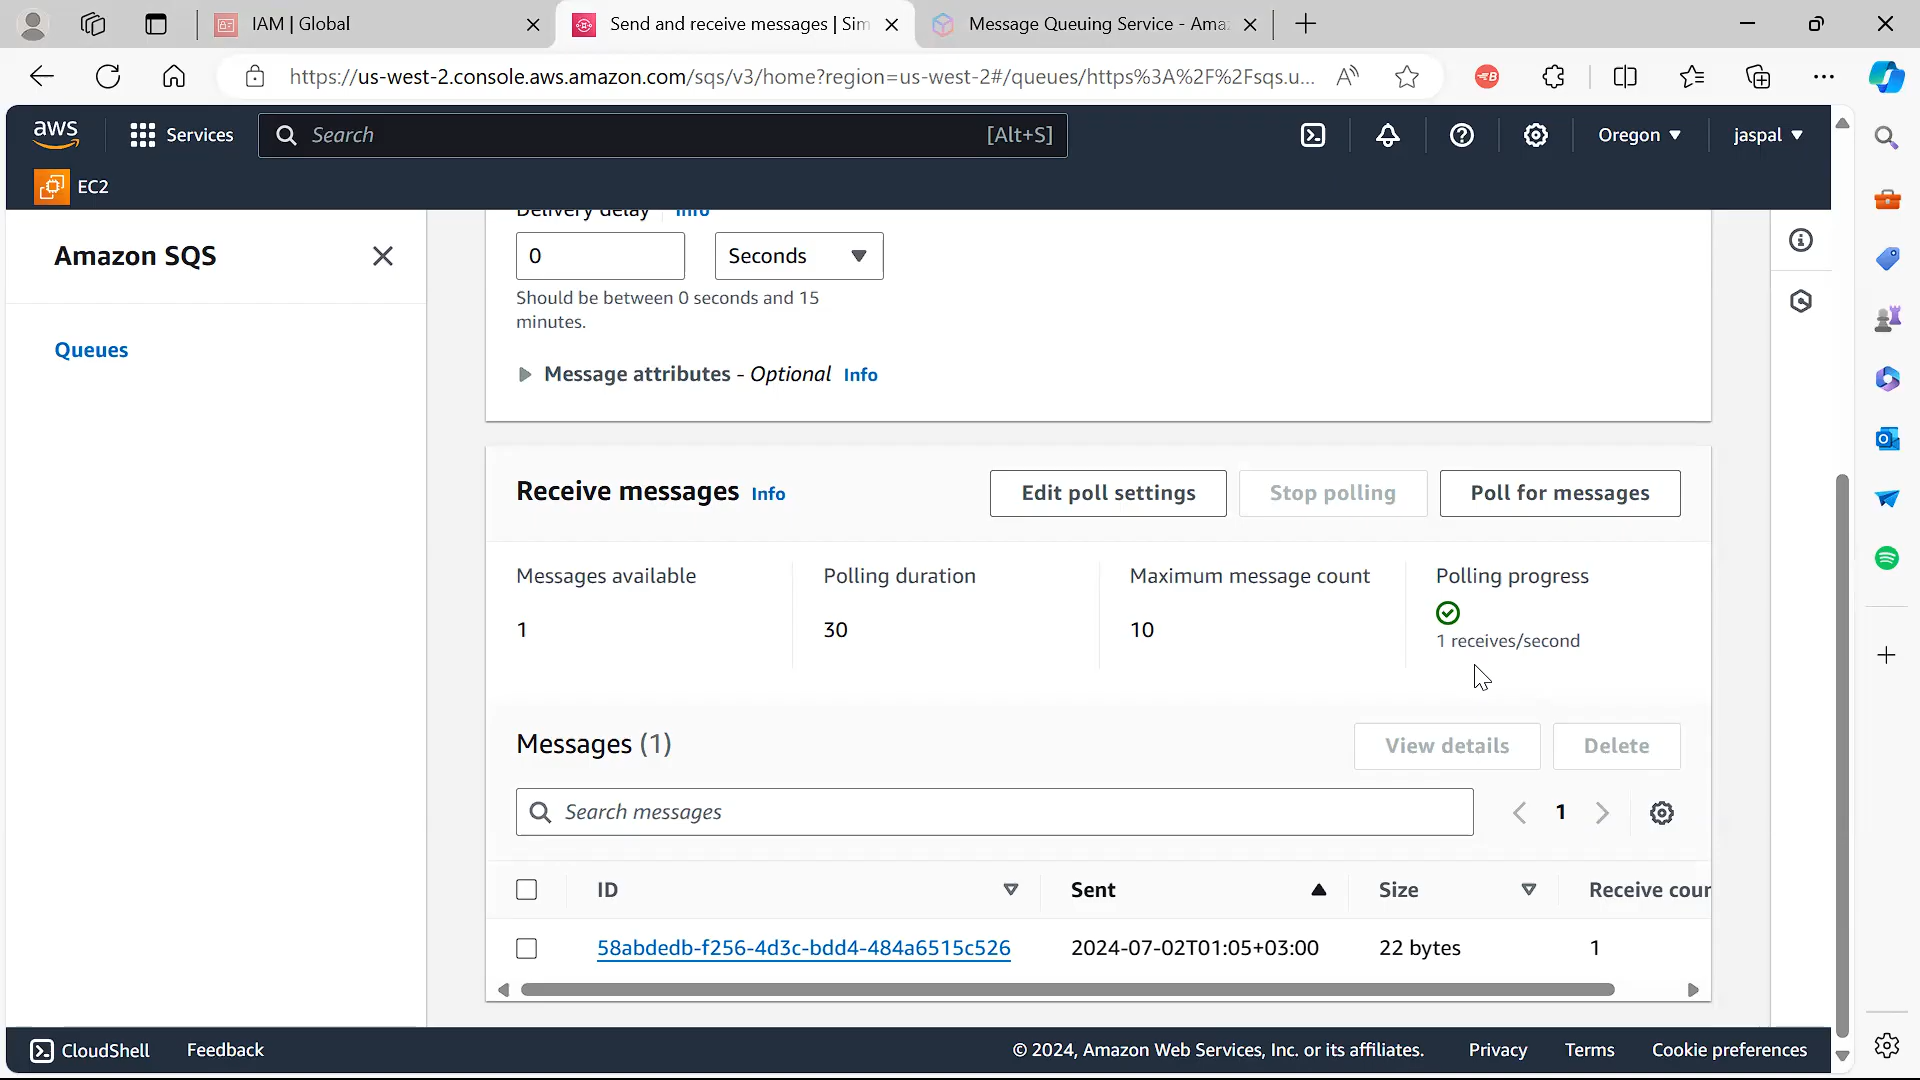 IAM | Global
Send and receive messages | Sim
Message Queuing Service - Ama
https://us-west-2.console.aws.amazon.com/sqs/v3/home?region=us-west-2#/queues/https%3A%2F%2Fsqs.u...
aws
Services
Search
[Alt+S]
Oregon
jaspal
EC2
Amazon SQS
Queues
Delivery delay
Info
0
Seconds
Should be between 0 seconds and 15
minutes.
Message attributes - Optional Info
Receive messages Info
Edit poll settings
Stop polling
Poll for messages
Messages available
1
Polling duration
30
Maximum message count
10
Polling progress
1 receives/second
Messages (1)
View details
Delete
Search messages
1
ID
Sent
Size
Receive coun
58abdedb-f256-4d3c-bdd4-484a6515c526
2024-07-02T01:05+03:00
22 bytes
1
CloudShell
Feedback
© 2024, Amazon Web Services, Inc. or its affiliates.
Privacy
Terms
Cookie preferences